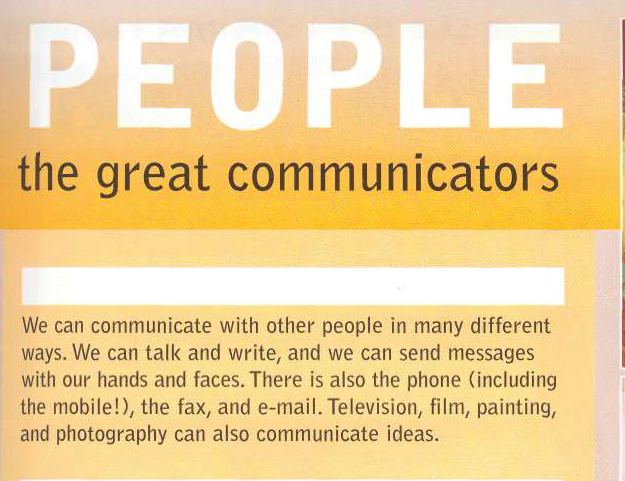 PEOPLE
the great communicators
We can communicate with other people in many different
ways. We can talk and write, and we can send messages
with our hands and faces. There is also the phone (including
the mobile!), the fax, and e-mail. Television, film, painting,
and photography can also communicate ideas.